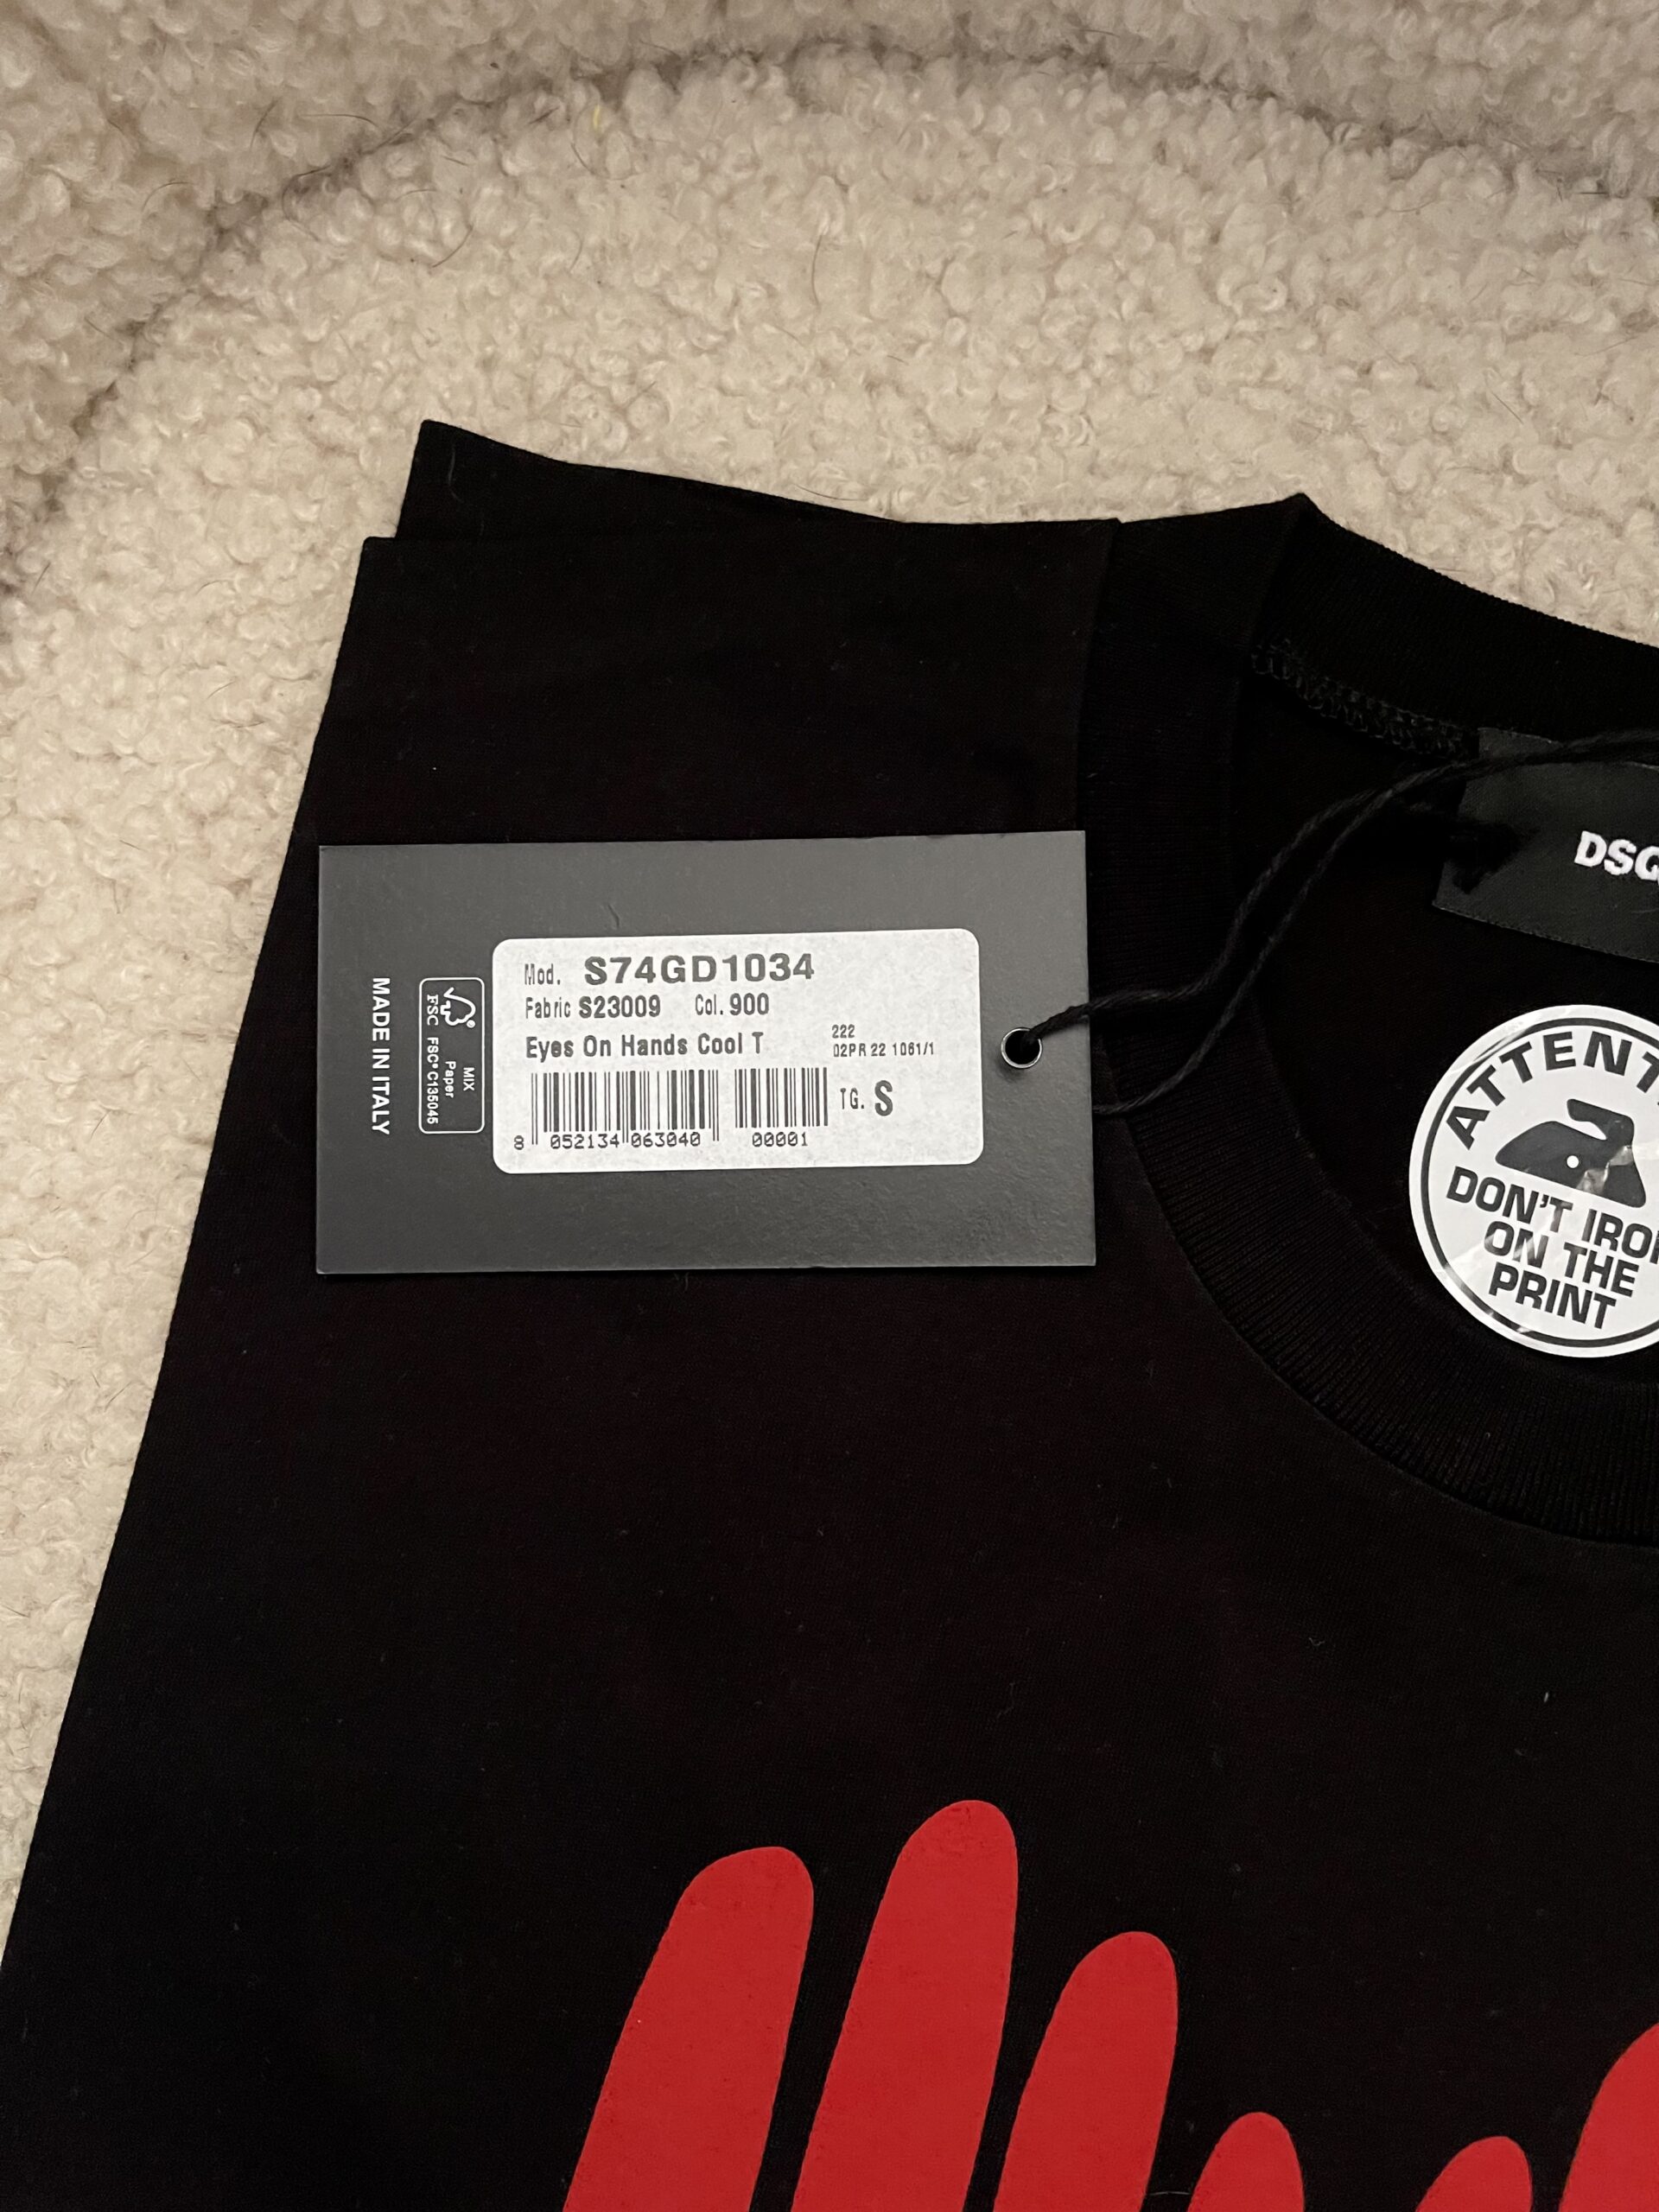 DSQ
Mod. S74GD1034
Fabric S23009 Col. 900
Eyes On Hands Cool T
222
02PR 22 1061/1
TG. S
8 052134 063040 00001
MADE IN ITALY
FSC
MIX
Paper
FSC® C135045
ATTENT
DON'T IRO
ON THE
PRINT